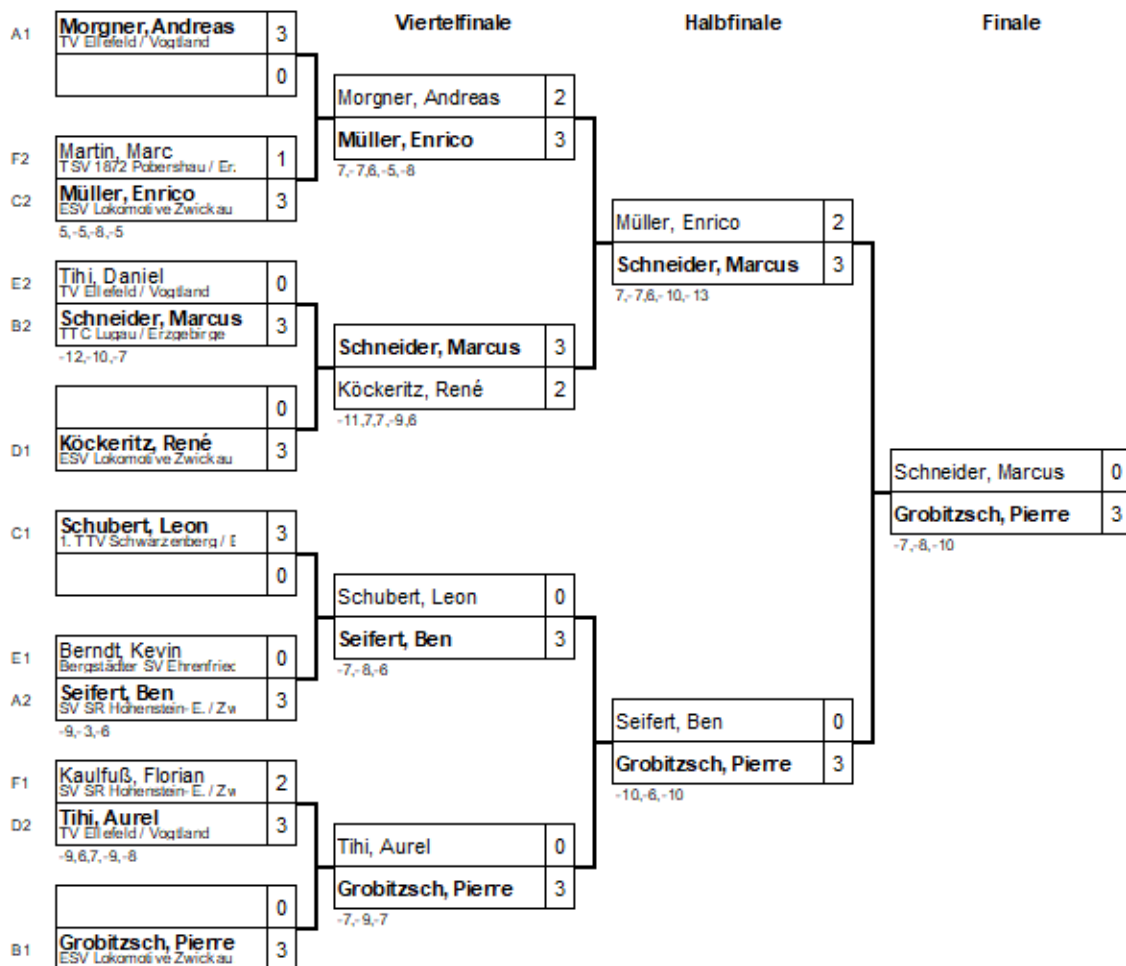 Viertelfinale
Halbfinale
Finale
A1
Morgner, Andreas 3
TV Ellefeld / Vogtland
0
F2
Martin, Marc 1
TSV 1872 Pobershau / Er.
C2
Müller, Enrico 3
ESV Lokomotive Zwickau
5,-5,-8,-5
E2
Tihi, Daniel 0
TV Ellefeld / Vogtland
B2
Schneider, Marcus 3
TTC Lugau / Erzgebirge
-12,-10,-7
0
D1
Köckeritz, René 3
ESV Lokomotive Zwickau
C1
Schubert, Leon 3
1. TTV Schwarzenberg / E
0
E1
Berndt, Kevin 0
Bergstädter SV Ehrenfried
A2
Seifert, Ben 3
SV SR Hohenstein-E. / Zw
-9,-3,-6
F1
Kaulfuß, Florian 2
SV SR Hohenstein-E. / Zw
D2
Tihi, Aurel 3
TV Ellefeld / Vogtland
-9,6,7,-9,-8
0
B1
Grobitzsch, Pierre 3
ESV Lokomotive Zwickau
Morgner, Andreas 2
Müller, Enrico 3
7,-7,6,-5,-8
Schneider, Marcus 3
Köckeritz, René 2
-11,7,7,-9,6
Schubert, Leon 0
Seifert, Ben 3
-7,-8,-6
Tihi, Aurel 0
Grobitzsch, Pierre 3
-7,-9,-7
Müller, Enrico 2
Schneider, Marcus 3
7,-7,6,-10,-13
Seifert, Ben 0
Grobitzsch, Pierre 3
-10,-6,-10
Schneider, Marcus 0
Grobitzsch, Pierre 3
-7,-8,-10